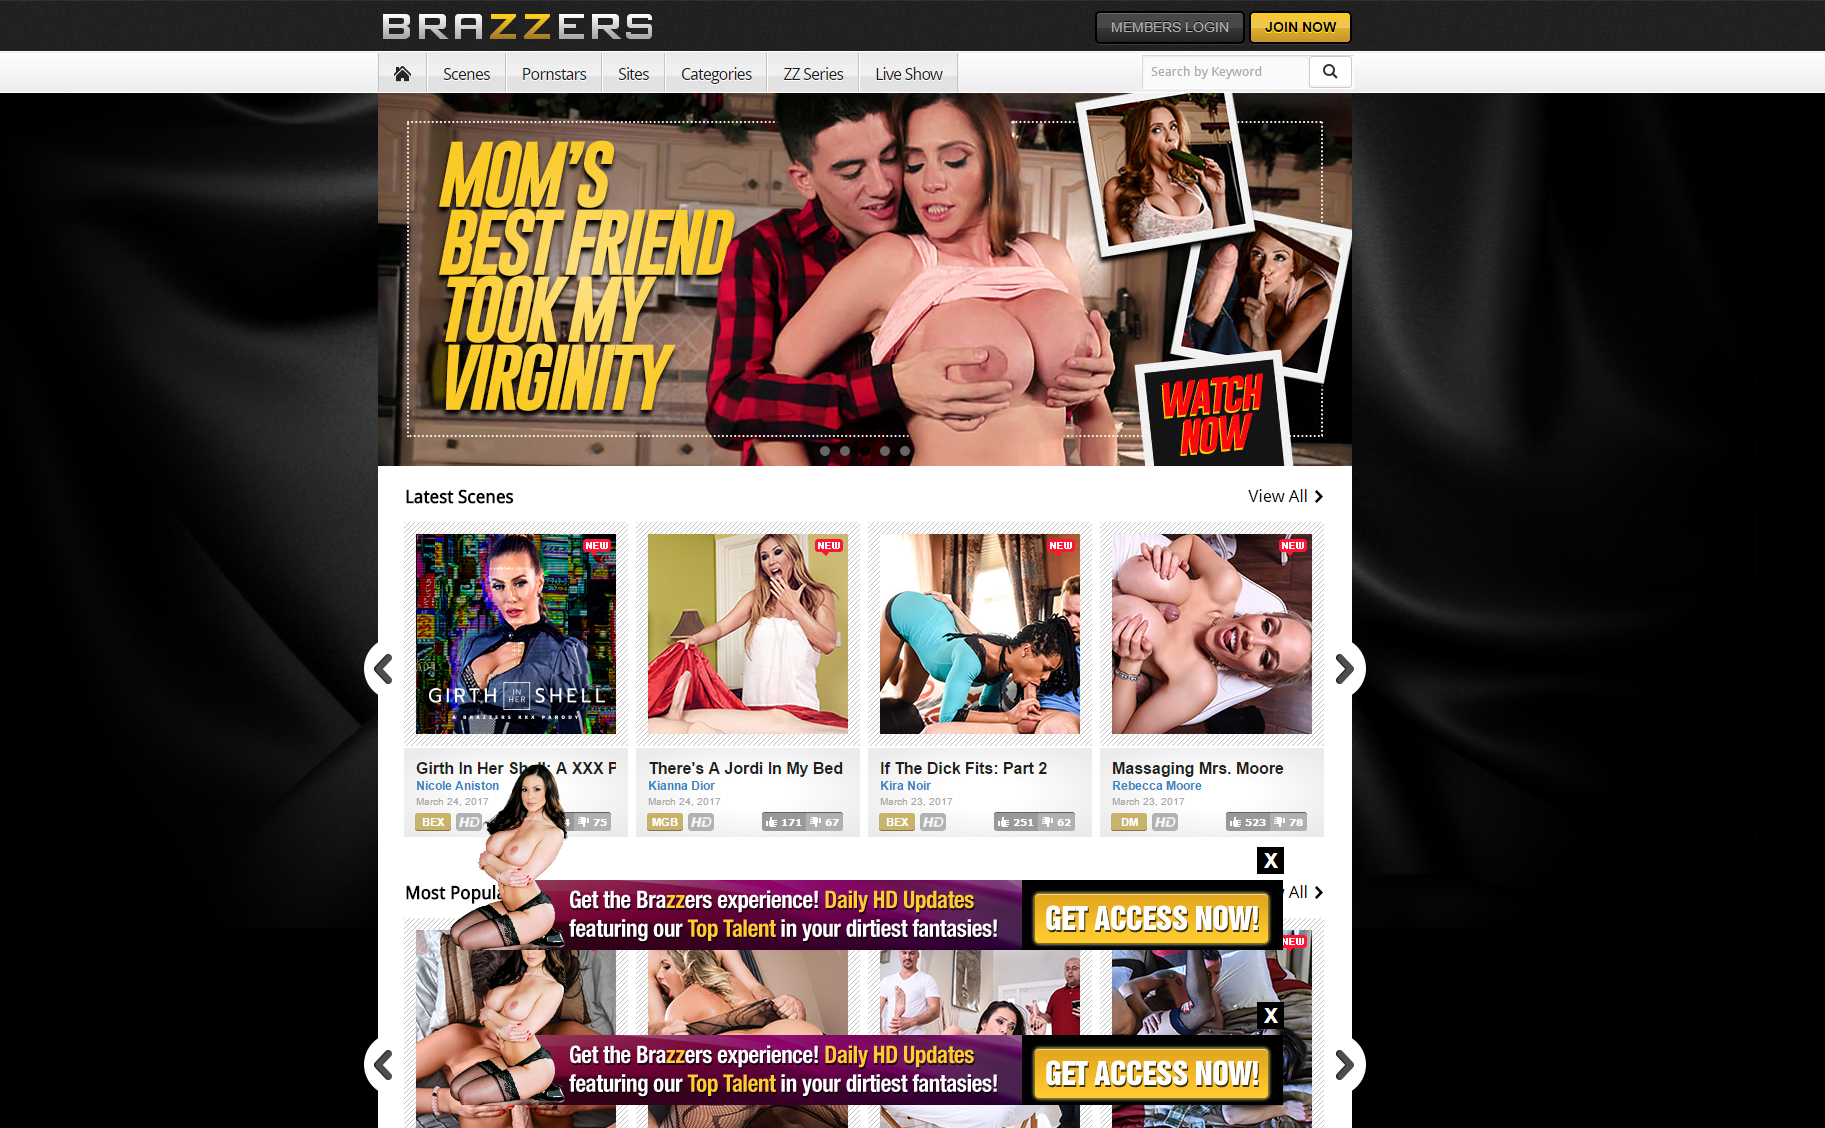 BRAZZERS
MEMBERS LOGIN
JOIN NOW
Scenes
Pornstars
Sites
Categories
ZZ Series
Live Show
Search by Keyword
MOM'S
BEST FRIEND
TOOK MY
VIRGINITY
WATCH
NOW
Latest Scenes
View All
NEW
NEW
NEW
NEW
GIRTH IN HER SHELL
A BRAZZERS XXX PARODY
Girth In Her Shell: A XXX P
Nicole Aniston
March 24, 2017
BEX HD 4 75
There's A Jordi In My Bed
Kianna Dior
March 24, 2017
MGB HD 171 67
If The Dick Fits: Part 2
Kira Noir
March 23, 2017
BEX HD 251 62
Massaging Mrs. Moore
Rebecca Moore
March 23, 2017
DM HD 523 78
X
Most Popula
All
Get the Brazzers experience! Daily HD Updates
featuring our Top Talent in your dirtiest fantasies!
GET ACCESS NOW!
NEW
X
Get the Brazzers experience! Daily HD Updates
featuring our Top Talent in your dirtiest fantasies!
GET ACCESS NOW!